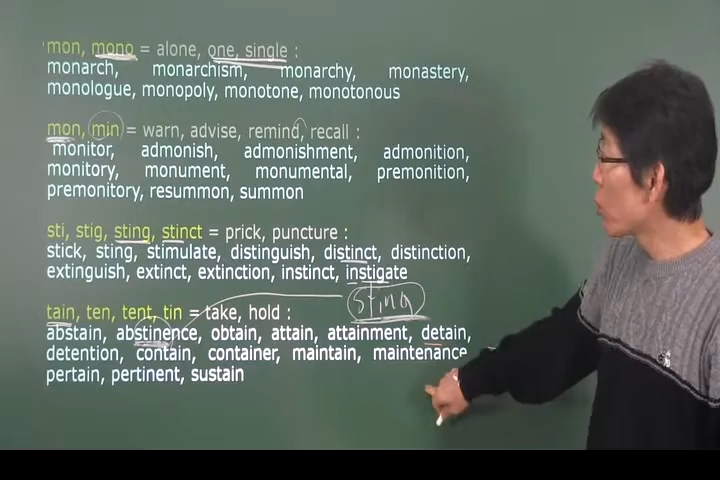 mon, mono = alone, one, single :
monarch, monarchism, monarchy, monastery,
monologue, monopoly, monotone, monotonous
mon, min = warn, advise, remind, recall :
monitor, admonish, admonishment, admonition,
monitory, monument, monumental, premonition,
premonitory, resummon, summon
sti, stig, sting, stinct = prick, puncture :
stick, sting, stimulate, distinguish, distinct, distinction,
extinguish, extinct, extinction, instinct, instigate
sting
tain, ten, tent, tin = take, hold :
abstain, abstinence, obtain, attain, attainment, detain,
detention, contain, container, maintain, maintenance
pertain, pertinent, sustain